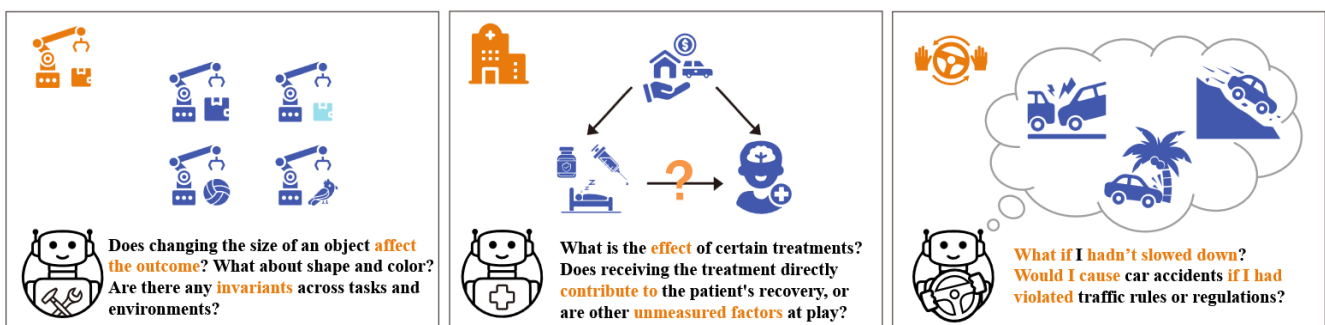 Does changing the size of an object affect
the outcome? What about shape and color?
Are there any invariants across tasks and
environments?
$
?
What is the effect of certain treatments?
Does receiving the treatment directly
contribute to the patient's recovery, or
are other unmeasured factors at play?
What if I hadn't slowed down?
Would I cause car accidents if I had
violated traffic rules or regulations?